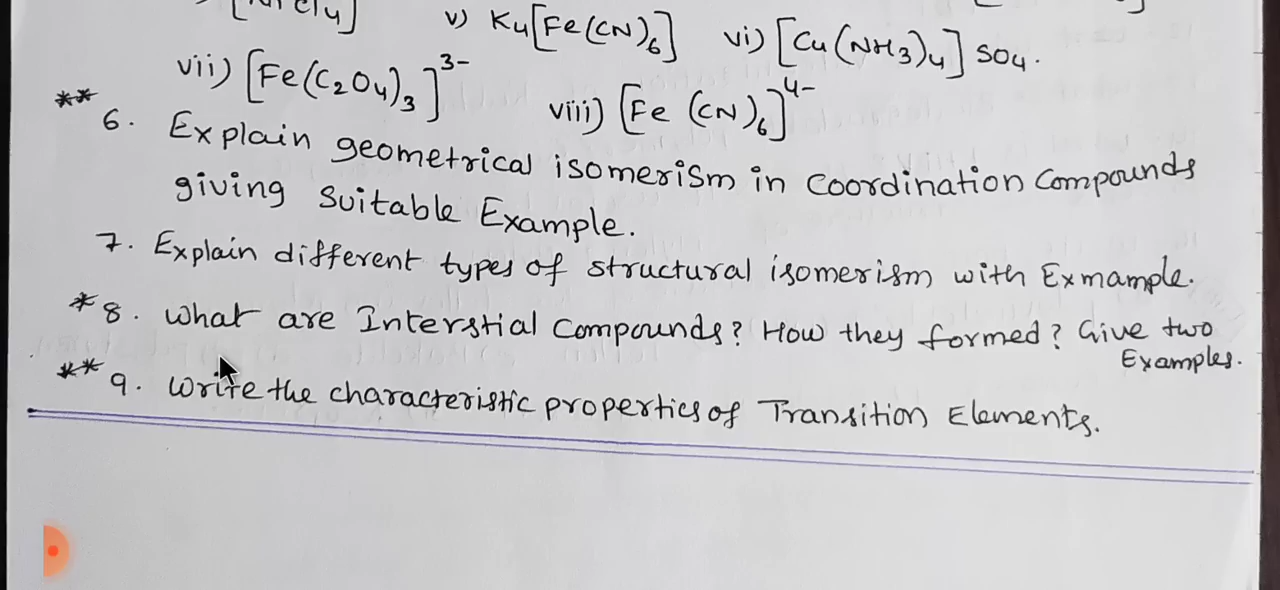 v) K4[Fe(CN)6] vi) [Cu(NH3)4] SO4.
vii) [Fe(C2O4)3]3- viii) [Fe (CN)6]4-
** 6. Explain geometrical isomerism in Coordination Compounds
giving Suitable Example.
7. Explain different types of structural isomerism with Exmample.
* 8. What are Interstial Compounds? How they formed? Give two
Examples.
** 9. Write the characteristic properties of Transition Elements.